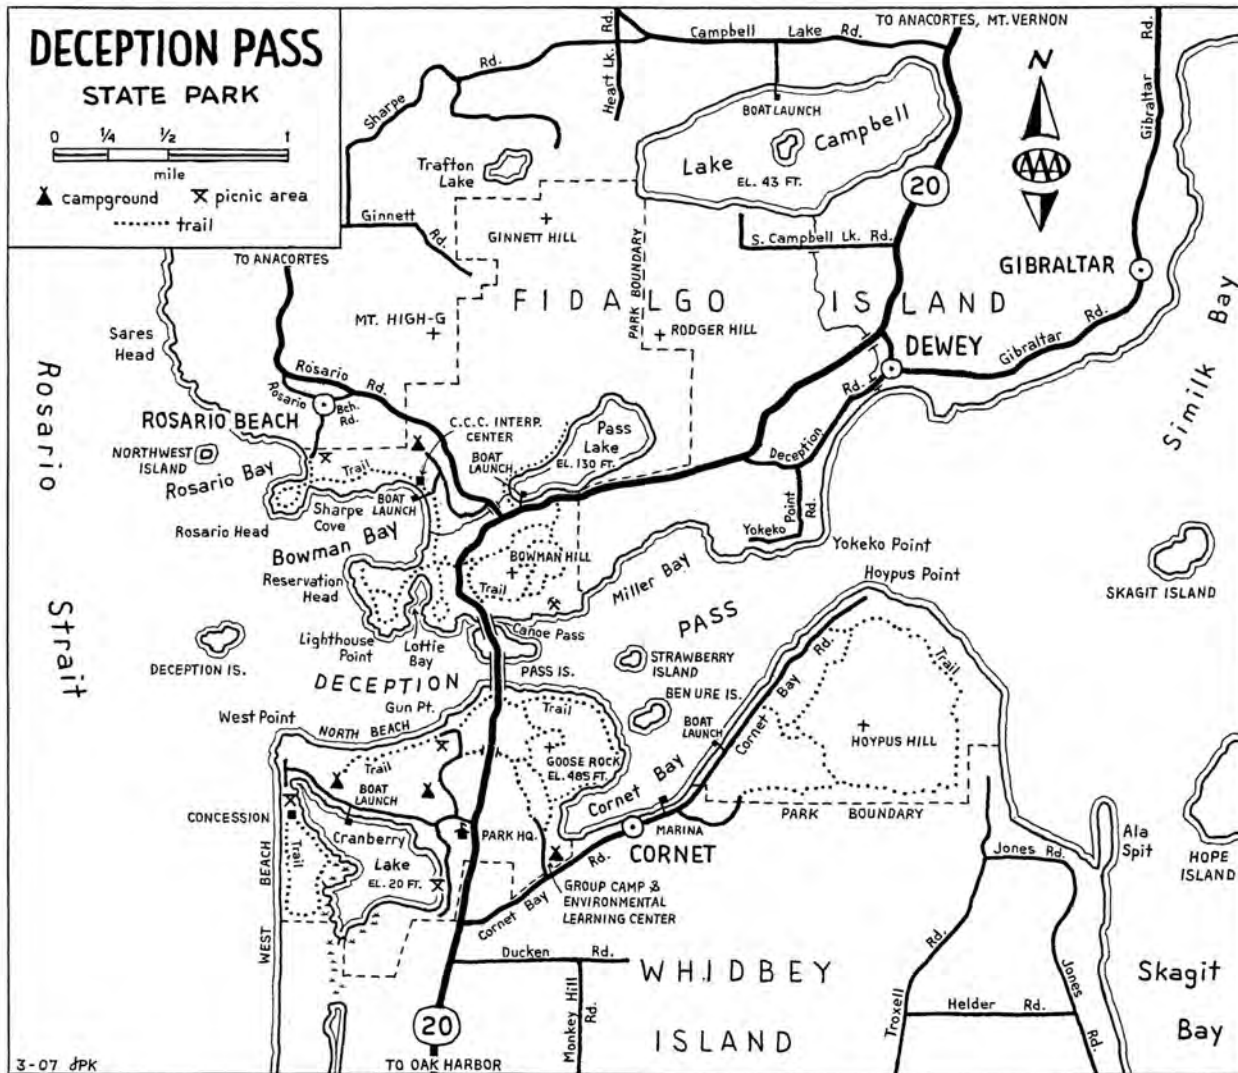 DECEPTION PASS
STATE PARK
0 1/4 1/2 1
mile
campground
picnic area
trail
TO ANACORTES, MT. VERNON
Campbell Lake Rd.
Heart Lk. Rd.
Rd.
Sharpe
BOAT LAUNCH
Lake Campbell
EL. 43 FT.
N
AAA
Gibraltar Rd.
20
Trafton
Lake
Ginnett
Rd.
GINNETT HILL
S. Campbell Lk. Rd.
PARK BOUNDARY
GIBRALTAR
TO ANACORTES
FIDALGO ISLAND
MT. HIGH-G
RODGER HILL
DEWEY
Gibraltar Rd.
Similk Bay
Sares
Head
Rosario Rd.
Rosario
Bch.
Rd.
ROSARIO BEACH
Rosario Strait
C.C.C. INTERP.
CENTER
Pass
Lake
EL. 130 FT.
BOAT
LAUNCH
Deception Rd.
NORTHWEST
ISLAND
Rosario Bay
Trail
BOAT
LAUNCH
Sharpe
Cove
Rosario Head
Bowman Bay
Yokeko Point
Rd.
Yokeko Point
BOWMAN HILL
Trail
Miller Bay
Hoypus Point
Reservation
Head
SKAGIT ISLAND
Lighthouse
Point
Lottie
Bay
Canoe Pass
PASS
DECEPTION IS.
STRAWBERRY
ISLAND
PASS IS.
DECEPTION
BEN URE IS.
Gun Pt.
West Point
NORTH BEACH
Trail
Trail
BOAT
LAUNCH
Cornet Bay Rd.
Trail
HOYPUS HILL
GOOSE ROCK
EL. 485 FT.
Cornet Bay
BOAT
LAUNCH
CONCESSION
Cranberry
Lake
EL. 20 FT.
Trail
PARK HQ.
MARINA
PARK BOUNDARY
CORNET
WEST BEACH
Cornet Bay Rd.
GROUP CAMP &
ENVIRONMENTAL
LEARNING CENTER
Jones Rd.
Ala
Spit
HOPE
ISLAND
Ducken Rd.
WHIDBEY
ISLAND
Monkey Hill
Rd.
Troxell Rd.
Helder Rd.
Jones Rd.
Skagit
Bay
20
TO OAK HARBOR
3-07 JPK